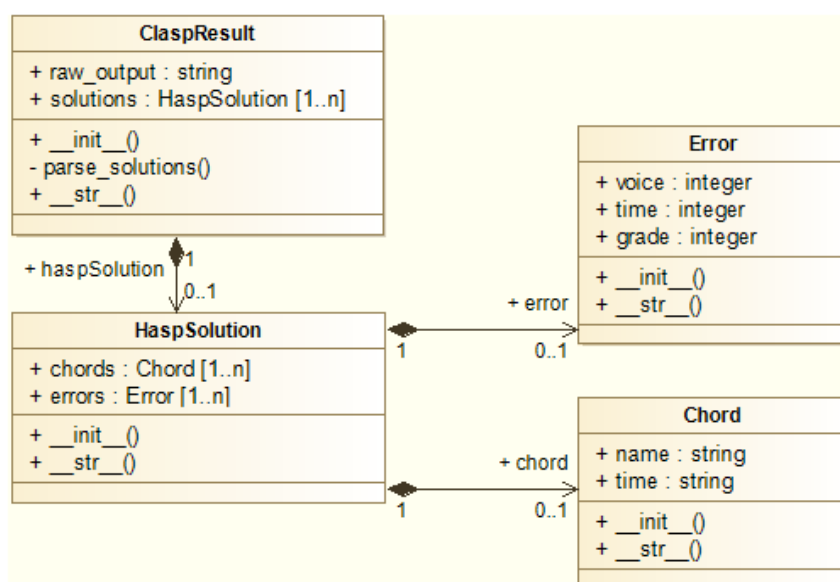 ClaspResult
+ raw_output : string
+ solutions : HaspSolution [1..n]
+ __init__()
- parse_solutions()
+ __str__()
+ haspSolution
1
0..1
HaspSolution
+ chords : Chord [1..n]
+ errors : Error [1..n]
+ __init__()
+ __str__()
+ error
1
0..1
Error
+ voice : integer
+ time : integer
+ grade : integer
+ __init__()
+ __str__()
+ chord
1
0..1
Chord
+ name : string
+ time : string
+ __init__()
+ __str__()